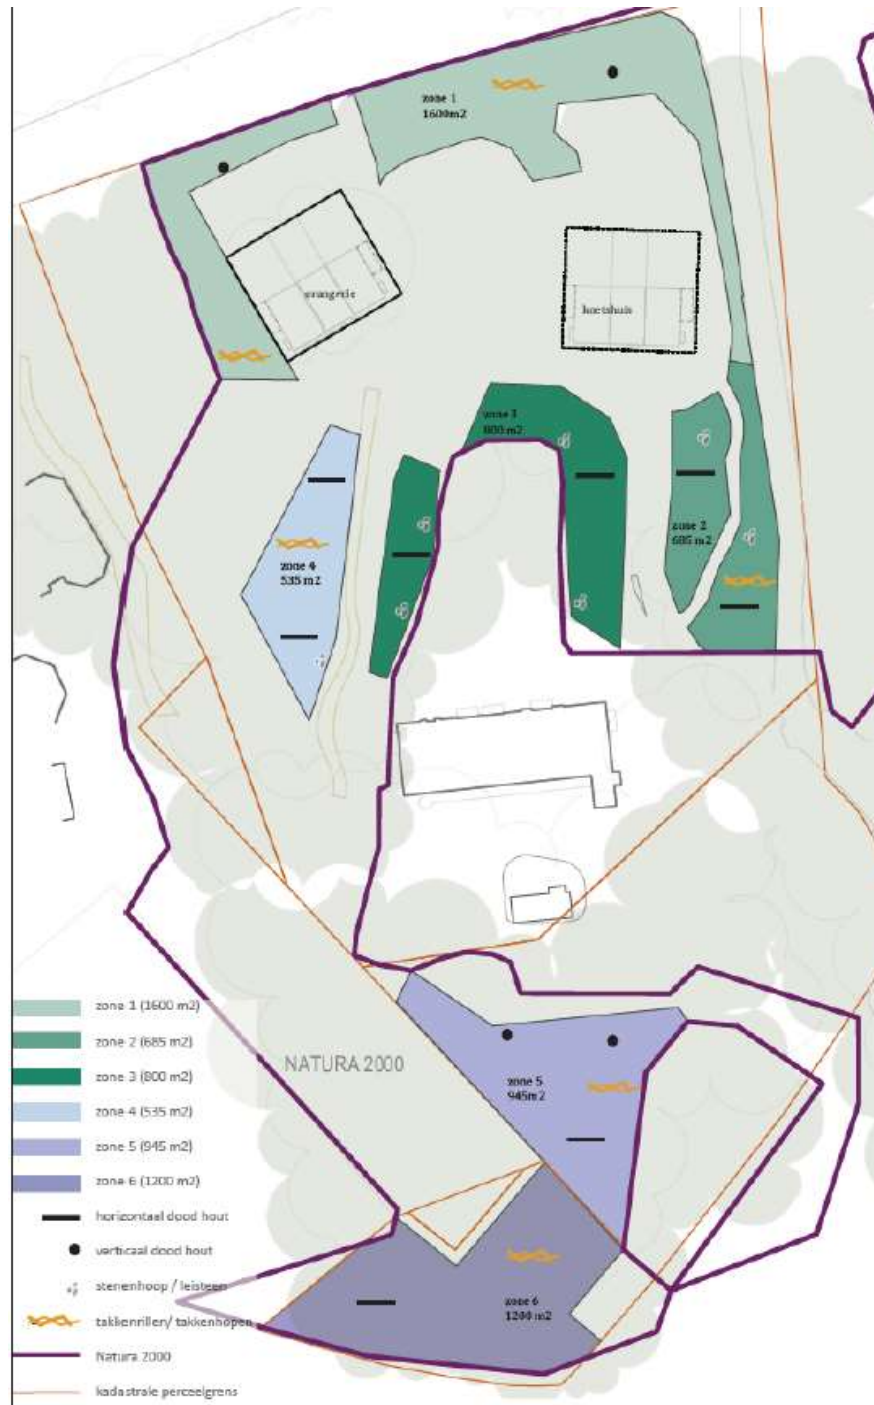 zone 1
1600m2
orangerie
koetshuis
zone 3
800 m2
zone 2
685 m2
zone 4
535 m2
NATURA 2000
zone 5
945m2
zone 6
1200 m2
zone 1 (1600 m2)
zone 2 (685 m2)
zone 3 (800 m2)
zone 4 (535 m2)
zone 5 (945 m2)
zone 6 (1200 m2)
horizontaal dood hout
verticaal dood hout
stenenhoop / leisteen
takkenrillen/ takkenhopen
Natura 2000
kadastrale perceelgrens